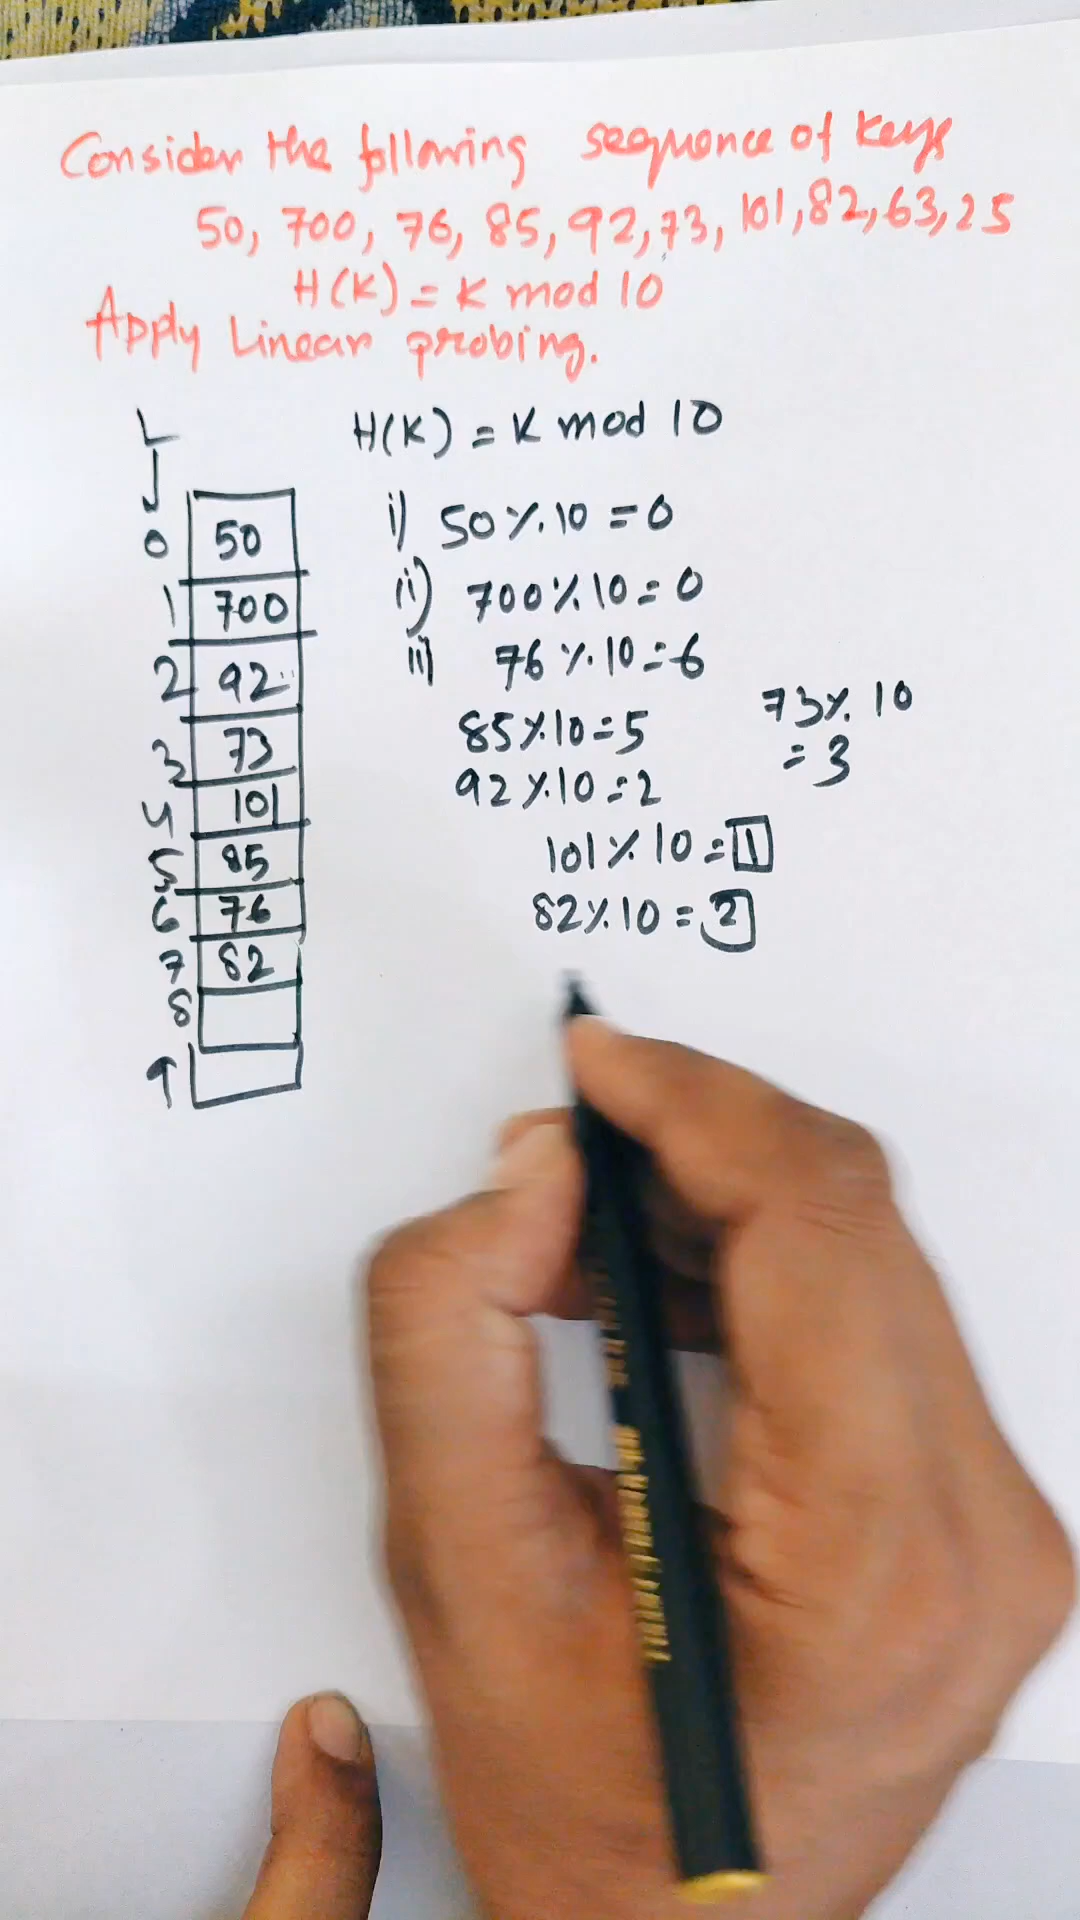 Consider the following sequence of keys
50, 700, 76, 85, 92, 73, 101, 82, 63, 25
H(K) = K mod 10
Apply Linear probing.
L
H(K) = K mod 10
0 50
1 700
2 92
3 73
4 101
5 85
6 76
7 82
8
9
i) 50 % 10 = 0
ii) 700 % 10 = 0
iii) 76 % 10 = 6
85 % 10 = 5
92 % 10 = 2
73 % 10
= 3
101 % 10 = 1
82 % 10 = 2